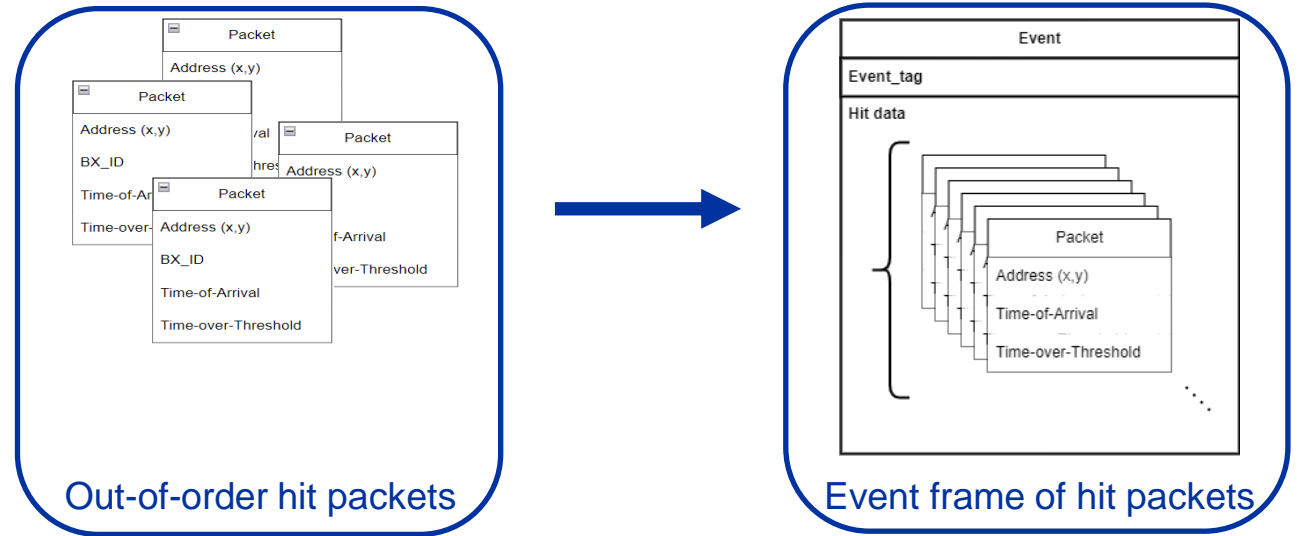 Packet
Address (x,y)
val
hres
Packet
Address (x,y)
BX_ID
Time-of-Ar
Time-over-
Packet
Address (x,y)
f-Arrival
ver-Threshold
Packet
Address (x,y)
BX_ID
Time-of-Arrival
Time-over-Threshold
Out-of-order hit packets
Event
Event_tag
Hit data
Packet
Address (x,y)
Time-of-Arrival
Time-over-Threshold
Event frame of hit packets